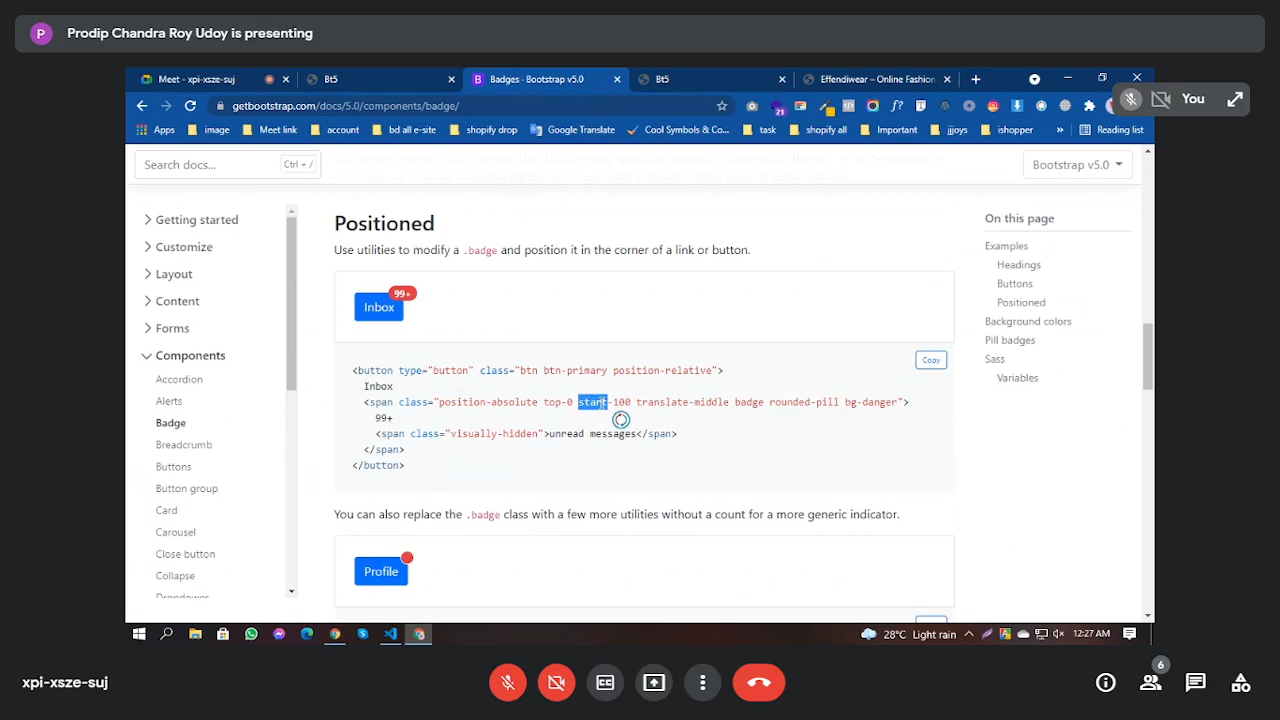 P Prodip Chandra Roy Udoy is presenting
Meet - xpi-xsze-suj
Bt5
B Badges · Bootstrap v5.0
Bt5
Effendiwear – Online Fashion
getbootstrap.com/docs/5.0/components/badge/
21
You
Apps image Meet link account bd all e-site shopify drop Google Translate Cool Symbols & Co... task shopify all Important jjjoys ishopper » Reading list
Search docs... Ctrl + /
Bootstrap v5.0
Getting started
Customize
Layout
Content
Forms
Components
Accordion
Alerts
Badge
Breadcrumb
Buttons
Button group
Card
Carousel
Close button
Collapse
Dropdowns
Positioned
Use utilities to modify a .badge and position it in the corner of a link or button.
Inbox 99+
Copy
<button type="button" class="btn btn-primary position-relative">
Inbox
<span class="position-absolute top-0 start-100 translate-middle badge rounded-pill bg-danger">
99+
<span class="visually-hidden">unread messages</span>
</span>
</button>
You can also replace the .badge class with a few more utilities without a count for a more generic indicator.
Profile
On this page
Examples
Headings
Buttons
Positioned
Background colors
Pill badges
Sass
Variables
28°C Light rain
12:27 AM
xpi-xsze-suj
6